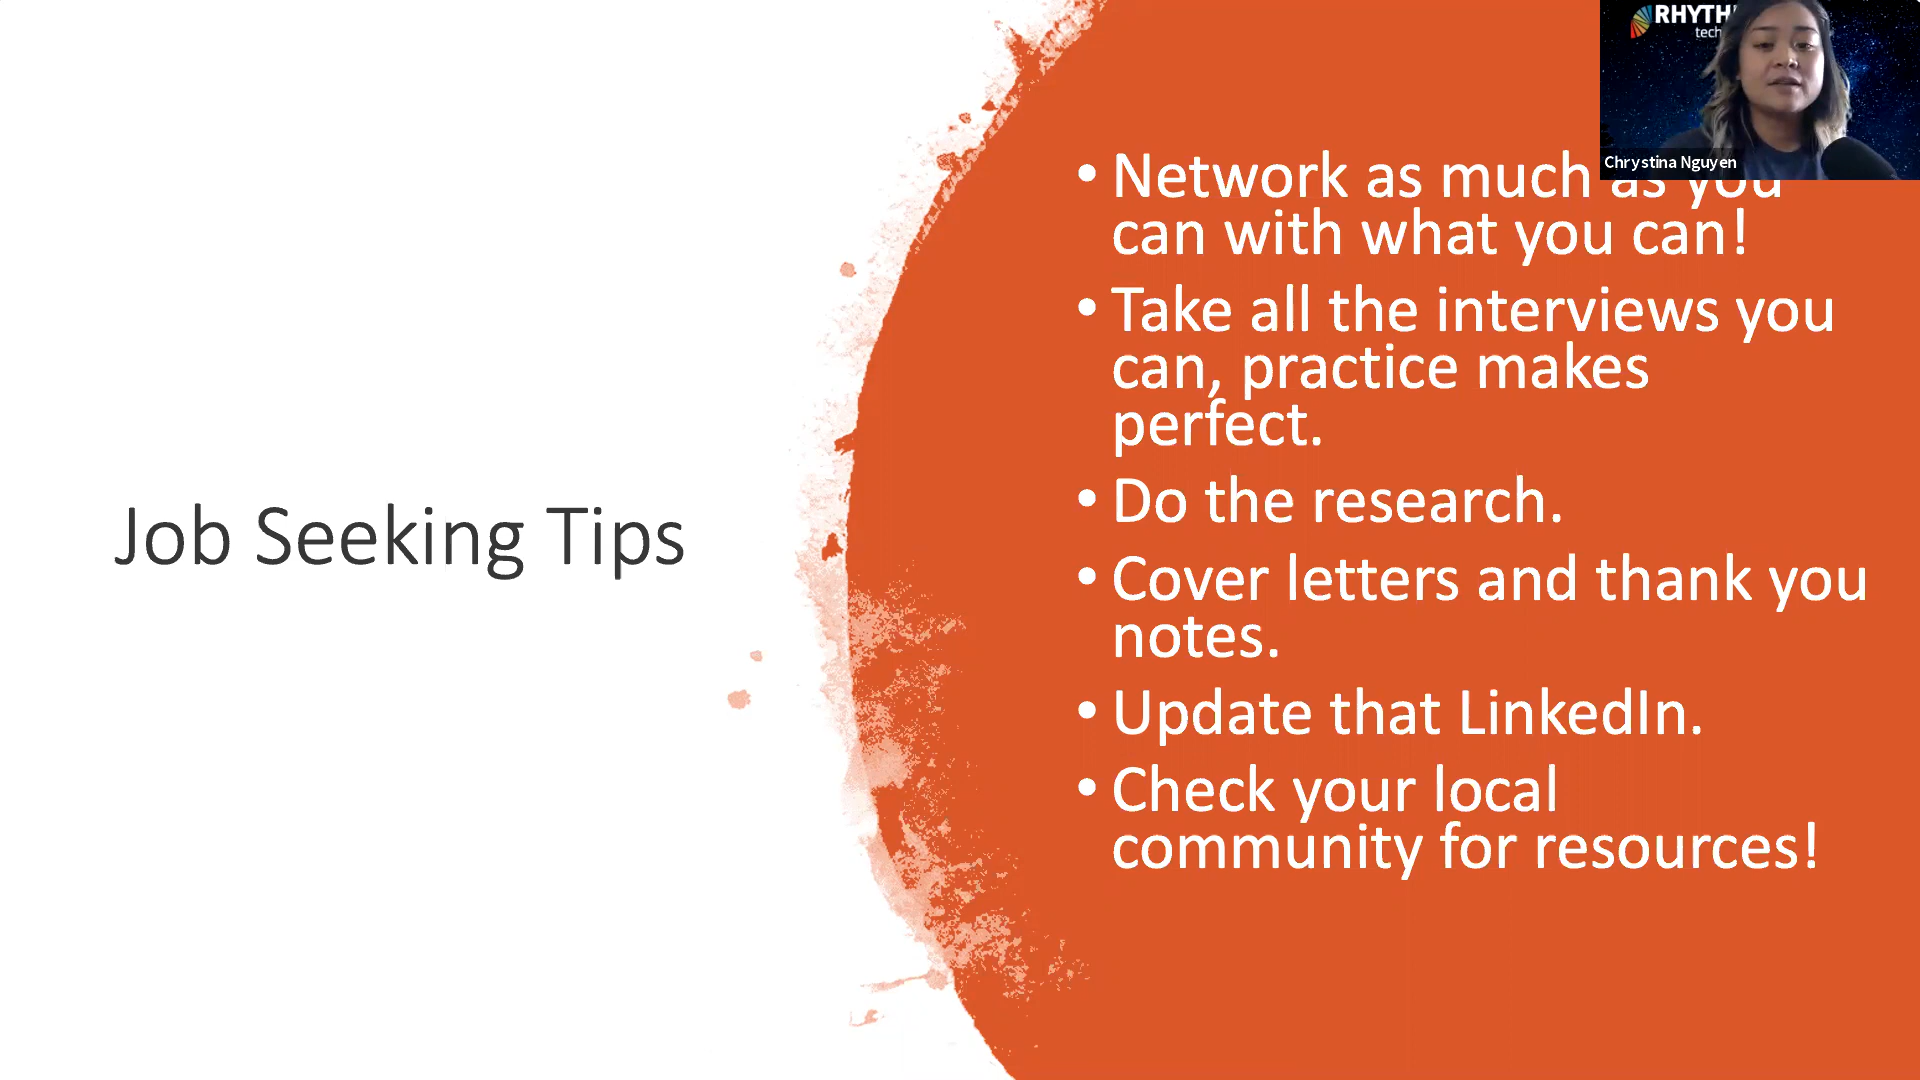 Job Seeking Tips
• Network as much as you
can with what you can!
• Take all the interviews you
can, practice makes
perfect.
• Do the research.
• Cover letters and thank you
notes.
• Update that LinkedIn.
• Check your local
community for resources!
Chrystina Nguyen